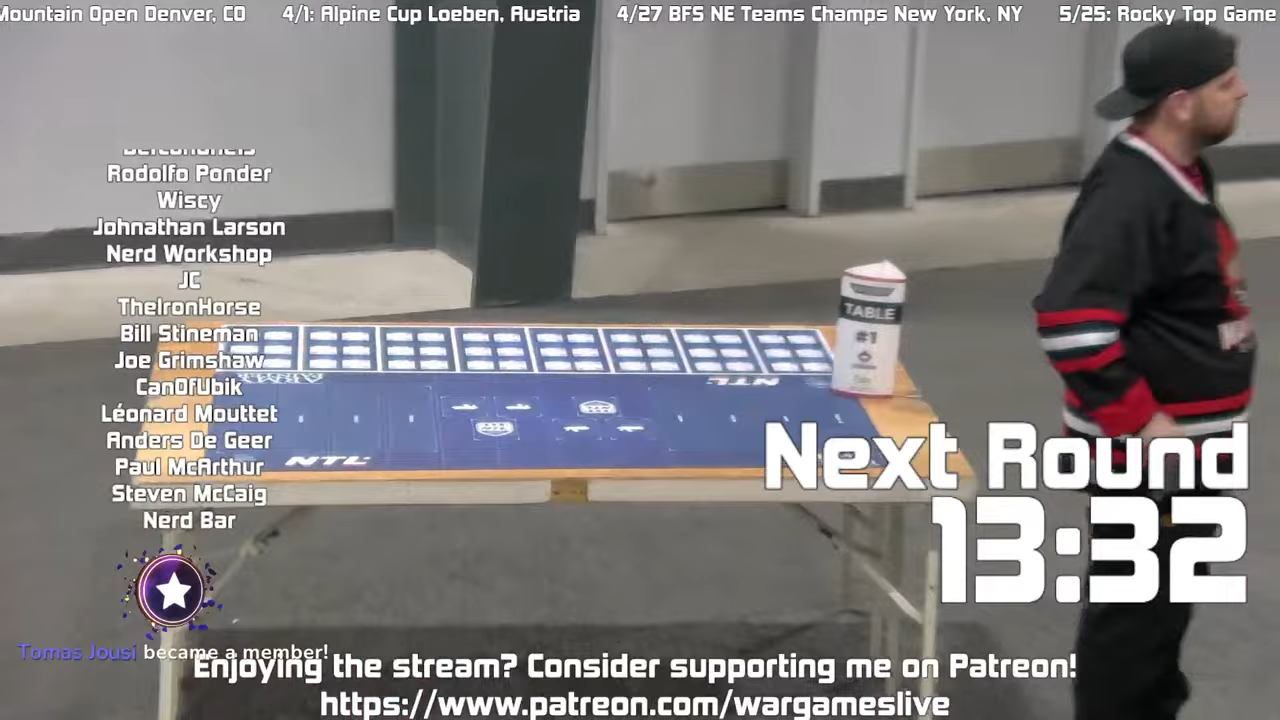 Mountain Open Denver, CO 4/1: Alpine Cup Loeben, Austria 4/27 BFS NE Teams Champs New York, NY 5/25: Rocky Top Game
Rodolfo Ponder
Wiscy
Johnathan Larson
Nerd Workshop
JC
TheIronHorse
Bill Stineman
Joe Grimshaw
CanOfUbik
Léonard Mouttet
Anders De Geer
Paul McArthur
Steven McCaig
Nerd Bar
TABLE
#1
NTL
NTL
Next Round
13:32
Tomas Jousi became a member!
Enjoying the stream? Consider supporting me on Patreon!
https://www.patreon.com/wargameslive